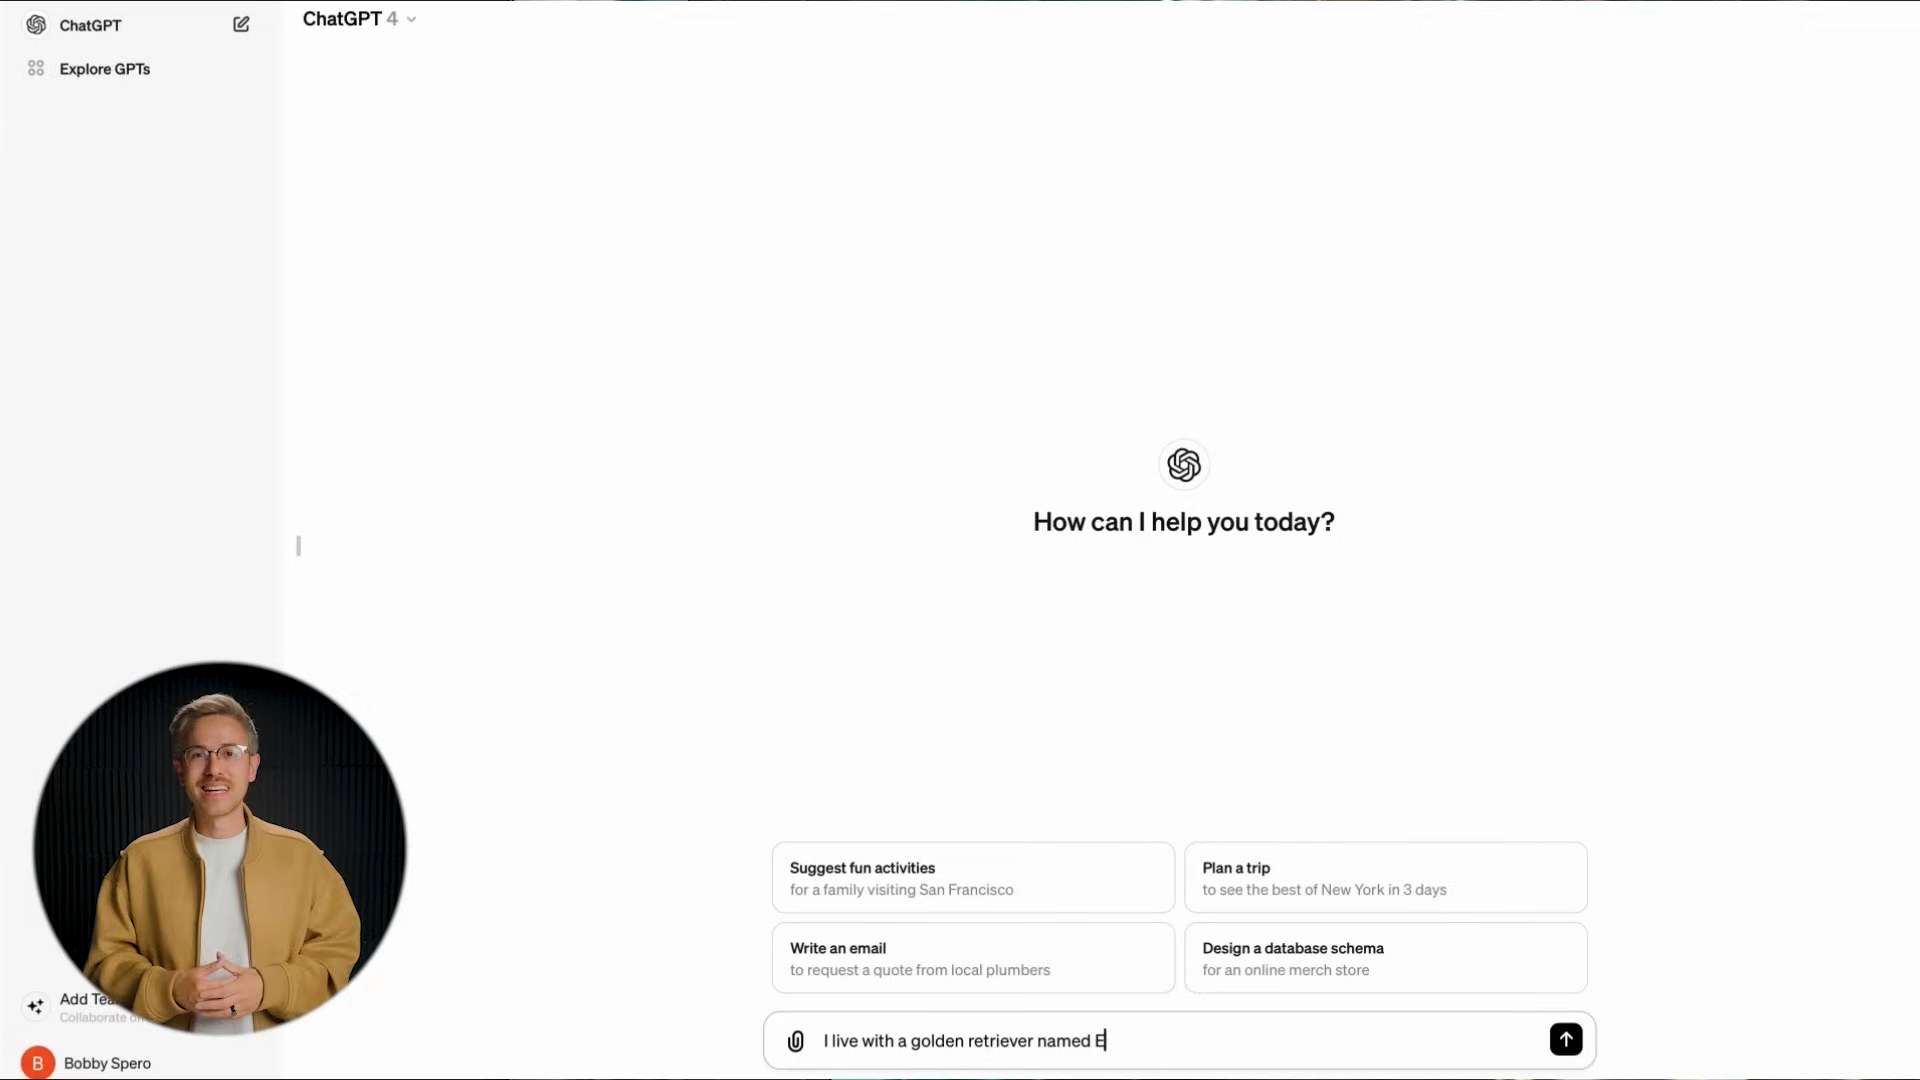 ChatGPT
Explore GPTs
ChatGPT 4
How can I help you today?
Suggest fun activities
for a family visiting San Francisco
Plan a trip
to see the best of New York in 3 days
Write an email
to request a quote from local plumbers
Design a database schema
for an online merch store
I live with a golden retriever named E
Add
Collaborate
B
Bobby Spero